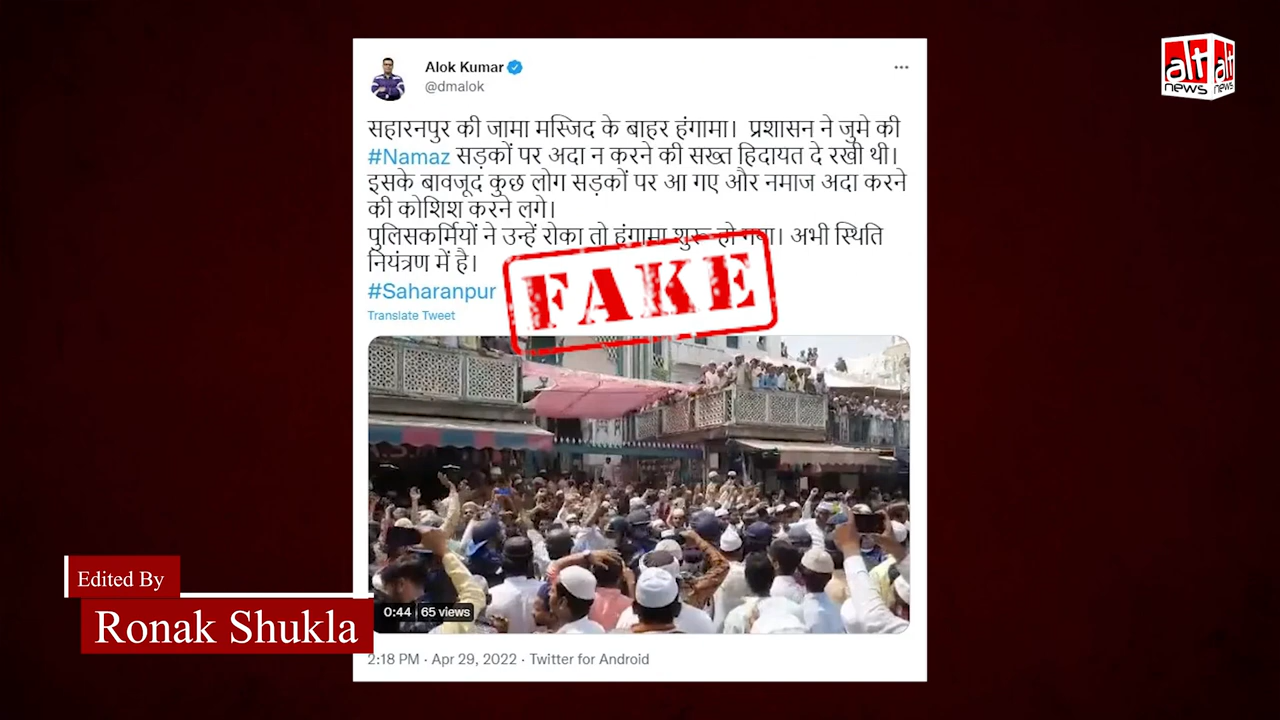 Alok Kumar
@dmalok
सहारनपुर की जामा मस्जिद के बाहर हंगामा। प्रशासन ने जुमे की
#Namaz सड़कों पर अदा न करने की सख्त हिदायत दे रखी थी।
इसके बावजूद कुछ लोग सड़कों पर आ गए और नमाज अदा करने
की कोशिश करने लगे।
पुलिसकर्मियों ने उन्हें रोका तो हंगामा शुरू हो गया। अभी स्थिति
नियंत्रण में है।
#Saharanpur
Translate Tweet
FAKE
0:44 65 views
2:18 PM · Apr 29, 2022 · Twitter for Android
Edited By
Ronak Shukla
alt alt
news news